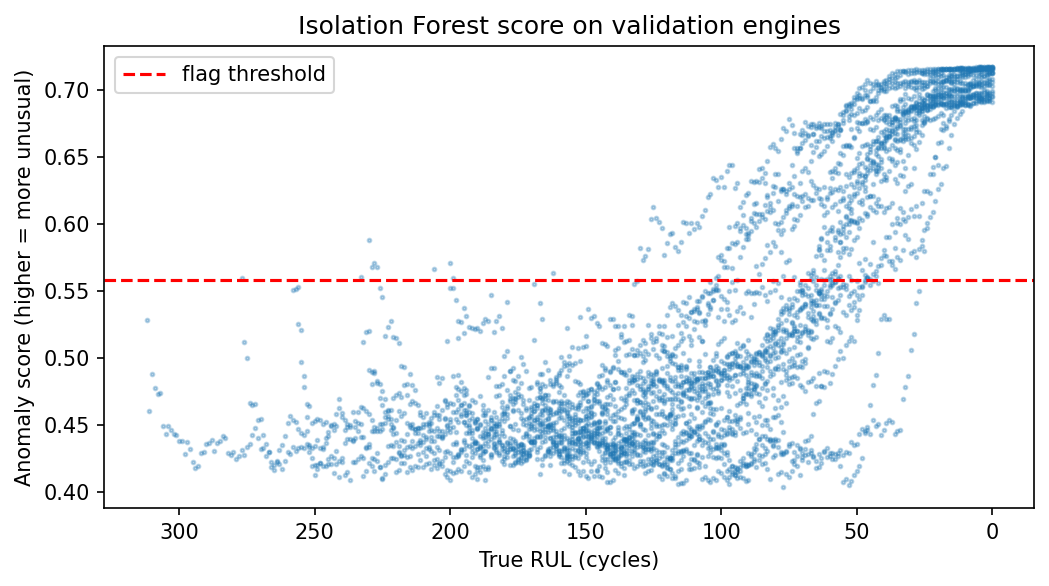 Isolation Forest score on validation engines
flag threshold
Anomaly score (higher = more unusual)
0.70
0.65
0.60
0.55
0.50
0.45
0.40
300 250 200 150 100 50 0
True RUL (cycles)